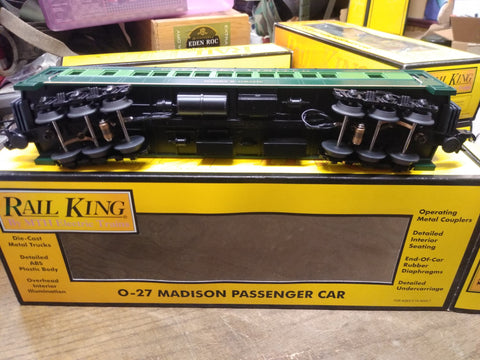 EDEN ROC
RAIL KING
RAIL KING
BY MTH ELECTRIC TRAINS
Die-Cast
Metal Trucks
Detailed
ABS
Plastic Body
Overhead
Interior
Illumination
O-27 MADISON PASSENGER CAR
Operating
Metal Couplers
Detailed
Interior
Seating
End-Of-Car
Rubber
Diaphragms
Detailed
Undercarriage